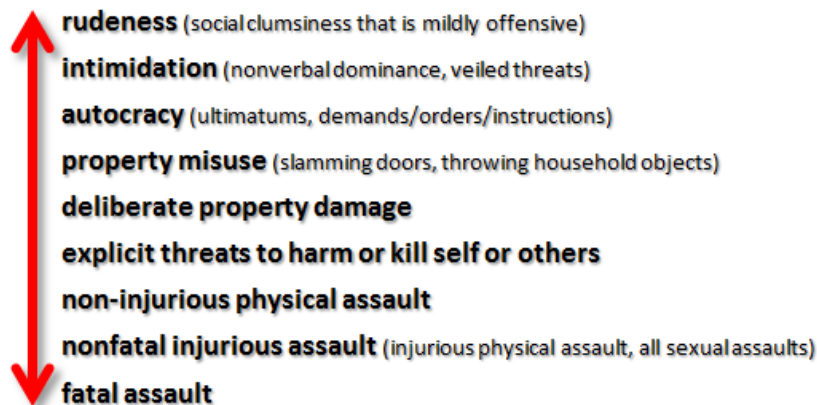 rudeness (social clumsiness that is mildly offensive)
intimidation (nonverbal dominance, veiled threats)
autocracy (ultimatums, demands/orders/instructions)
property misuse (slamming doors, throwing household objects)
deliberate property damage
explicit threats to harm or kill self or others
non-injurious physical assault
nonfatal injurious assault (injurious physical assault, all sexual assaults)
fatal assault